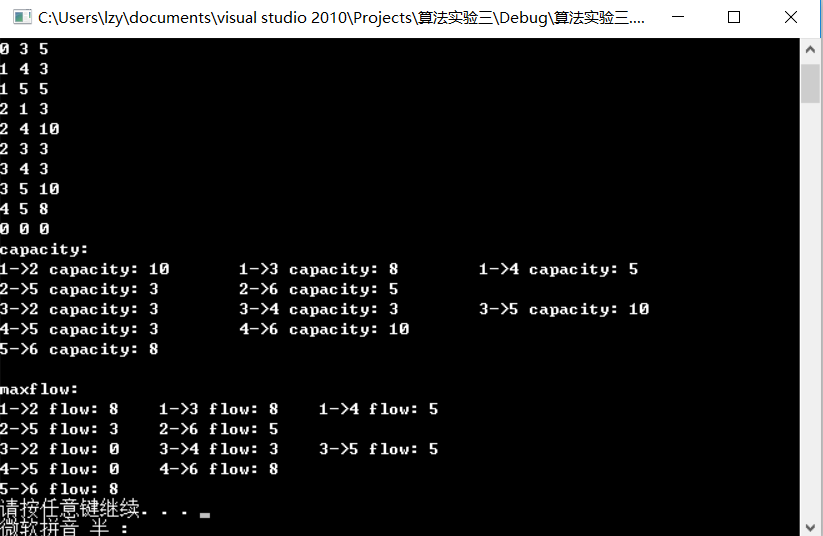 C:\Users\lzy\documents\visual studio 2010\Projects\算法实验三\Debug\算法实验三....
0 3 5
1 4 3
1 5 5
2 1 3
2 4 10
2 3 3
3 4 3
3 5 10
4 5 8
0 0 0
capacity:
1->2 capacity: 10 1->3 capacity: 8 1->4 capacity: 5
2->5 capacity: 3 2->6 capacity: 5
3->2 capacity: 3 3->4 capacity: 3 3->5 capacity: 10
4->5 capacity: 3 4->6 capacity: 10
5->6 capacity: 8
maxflow:
1->2 flow: 8 1->3 flow: 8 1->4 flow: 5
2->5 flow: 3 2->6 flow: 5
3->2 flow: 0 3->4 flow: 3 3->5 flow: 5
4->5 flow: 0 4->6 flow: 8
5->6 flow: 8
请按任意键继续. . . _
微软拼音 半 :